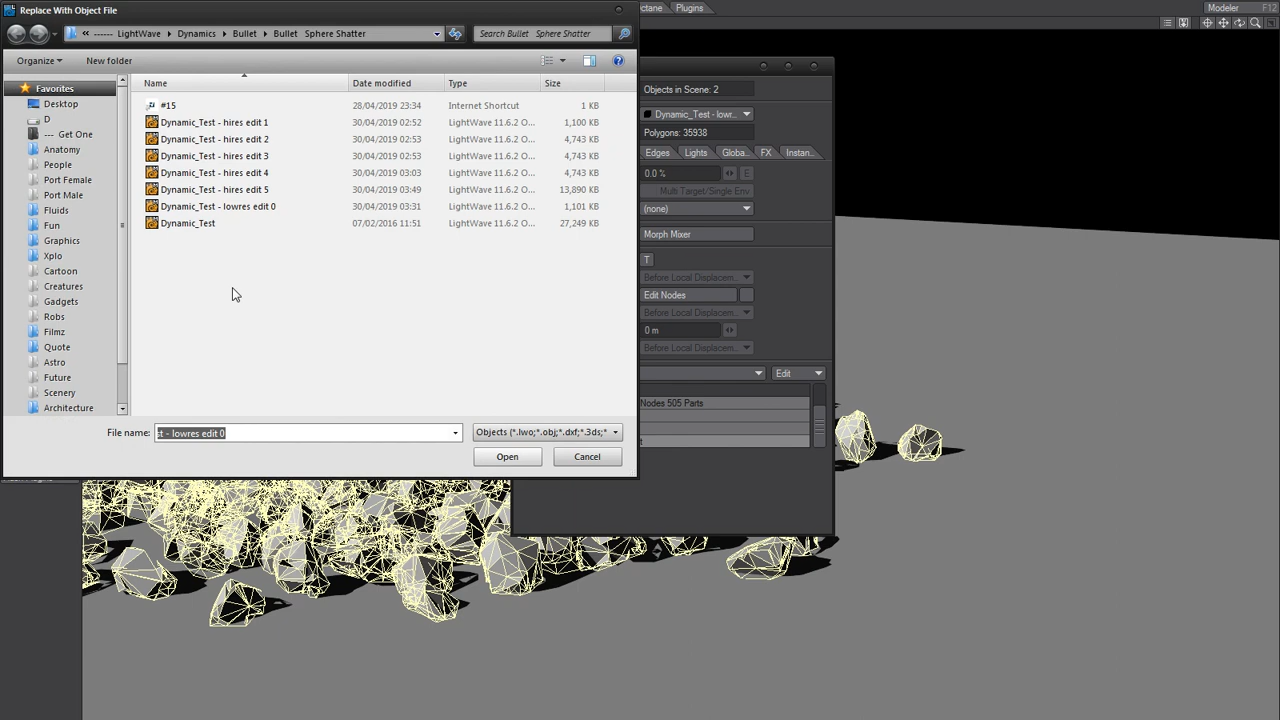 Replace With Object File
ctane Plugins
Modeler F12
« ------ LightWave Dynamics Bullet Bullet Sphere Shatter
Search Bullet Sphere Shatter
Organize New folder
Name Date modified Type Size
Favorites
Desktop
D
--- Get One
Anatomy
People
Port Female
Port Male
Fluids
Fun
Graphics
Xplo
Cartoon
Creatures
Gadgets
Robs
Filmz
Quote
Astro
Future
Scenery
Architecture
#15 28/04/2019 23:34 Internet Shortcut 1 KB
Dynamic_Test - hires edit 1 30/04/2019 02:52 LightWave 11.6.2 O... 1,100 KB
Dynamic_Test - hires edit 2 30/04/2019 02:53 LightWave 11.6.2 O... 4,743 KB
Dynamic_Test - hires edit 3 30/04/2019 02:53 LightWave 11.6.2 O... 4,743 KB
Dynamic_Test - hires edit 4 30/04/2019 03:03 LightWave 11.6.2 O... 4,743 KB
Dynamic_Test - hires edit 5 30/04/2019 03:49 LightWave 11.6.2 O... 13,890 KB
Dynamic_Test - lowres edit 0 30/04/2019 03:31 LightWave 11.6.2 O... 1,101 KB
Dynamic_Test 07/02/2016 11:51 LightWave 11.6.2 O... 27,249 KB
File name: st - lowres edit 0
Objects (*.lwo;*.obj;*.dxf;*.3ds;*
Open Cancel
Objects in Scene: 2
Dynamic_Test - lowr...
Polygons: 35938
Edges Lights Globa.. FX Instan..
0.0 % E
Multi Target/Single Env
(none)
Morph Mixer
T
Before Local Displacem..
Edit Nodes
Before Local Displacem..
0 m
Before Local Displacem..
Edit
Nodes 505 Parts